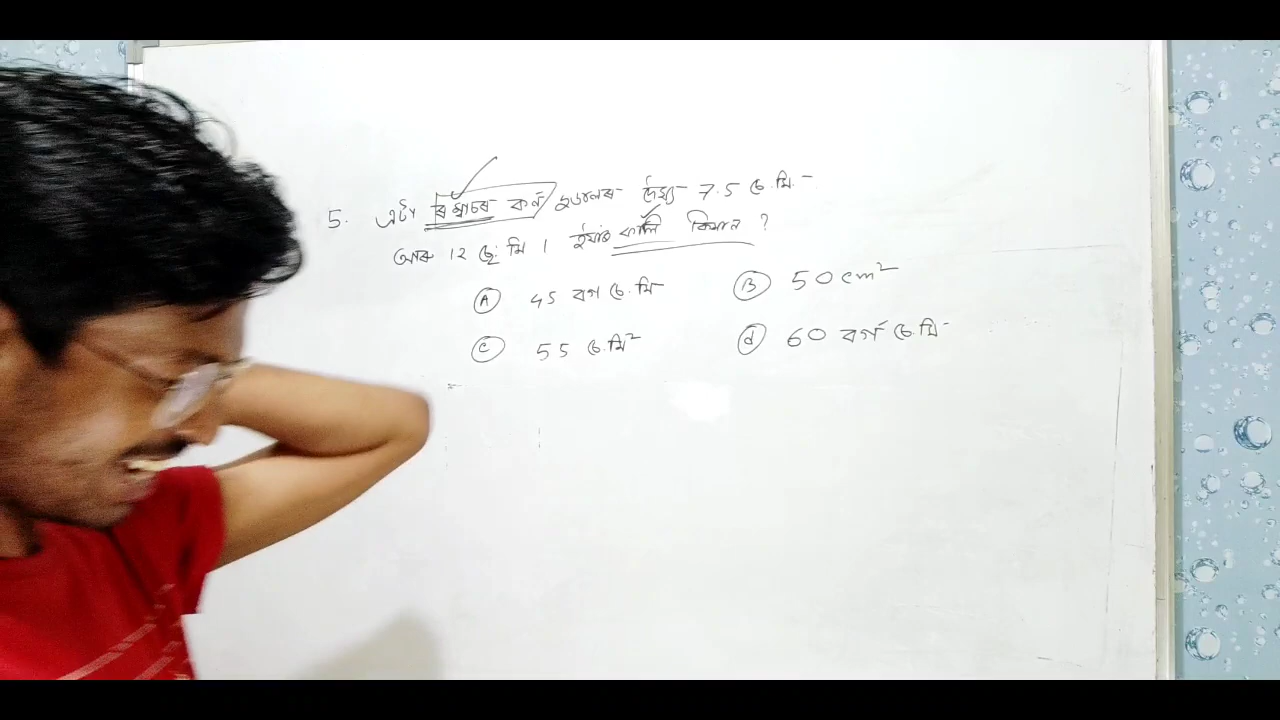 5. এটা ৰম্বাচৰ কৰ্ণ দুডালৰ দৈৰ্ঘ্য 7.5 চে.মি.
আৰু 12 ছে: মি । ইয়াৰ কালি কিমান ?
A 45 বৰ্গ চে.মি
B 50 cm²
C 55 চে.মি²
d 60 বৰ্গ চে.মি